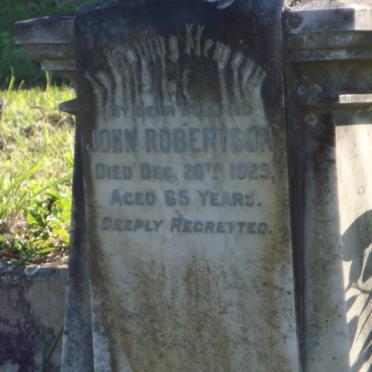 In Loving Memory
of
MY DEAR HUSBAND
JOHN ROBERTSON
DIED DEC. 20TH 1923,
AGED 65 YEARS.
DEEPLY REGRETTED.